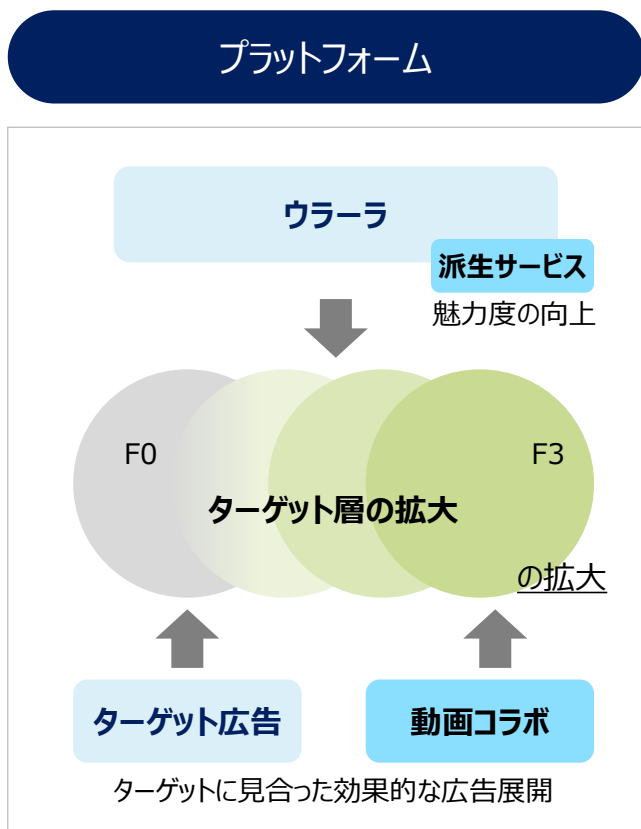 プラットフォーム
ウラーラ
派生サービス
魅力度の向上
F0
F3
ターゲット層の拡大
の拡大
ターゲット広告
動画コラボ
ターゲットに見合った効果的な広告展開